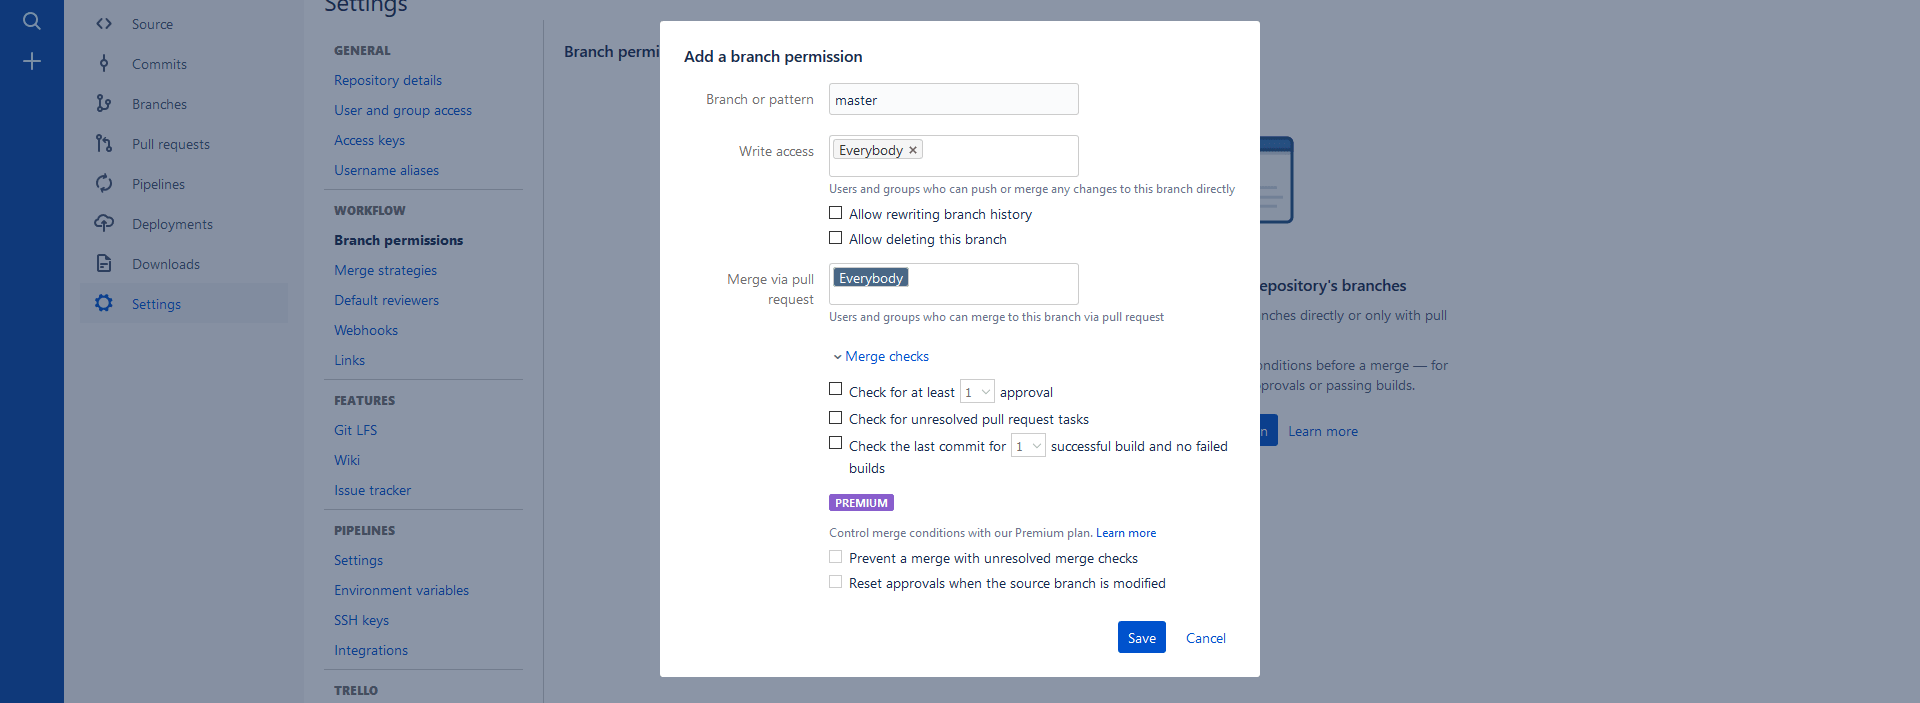 Source
Commits
Branches
Pull requests
Pipelines
Deployments
Downloads
Settings
Settings
GENERAL
Repository details
User and group access
Access keys
Username aliases
WORKFLOW
Branch permissions
Merge strategies
Default reviewers
Webhooks
Links
FEATURES
Git LFS
Wiki
Issue tracker
PIPELINES
Settings
Environment variables
SSH keys
Integrations
TRELLO
Branch permi
Add a branch permission
Branch or pattern
master
Write access
Everybody ×
Users and groups who can push or merge any changes to this branch directly
Allow rewriting branch history
Allow deleting this branch
Merge via pull
request
Everybody
Users and groups who can merge to this branch via pull request
Merge checks
Check for at least 1 approval
Check for unresolved pull request tasks
Check the last commit for 1 successful build and no failed
builds
PREMIUM
Control merge conditions with our Premium plan. Learn more
Prevent a merge with unresolved merge checks
Reset approvals when the source branch is modified
Save Cancel
epository's branches
nches directly or only with pull
onditions before a merge — for
provals or passing builds.
n Learn more